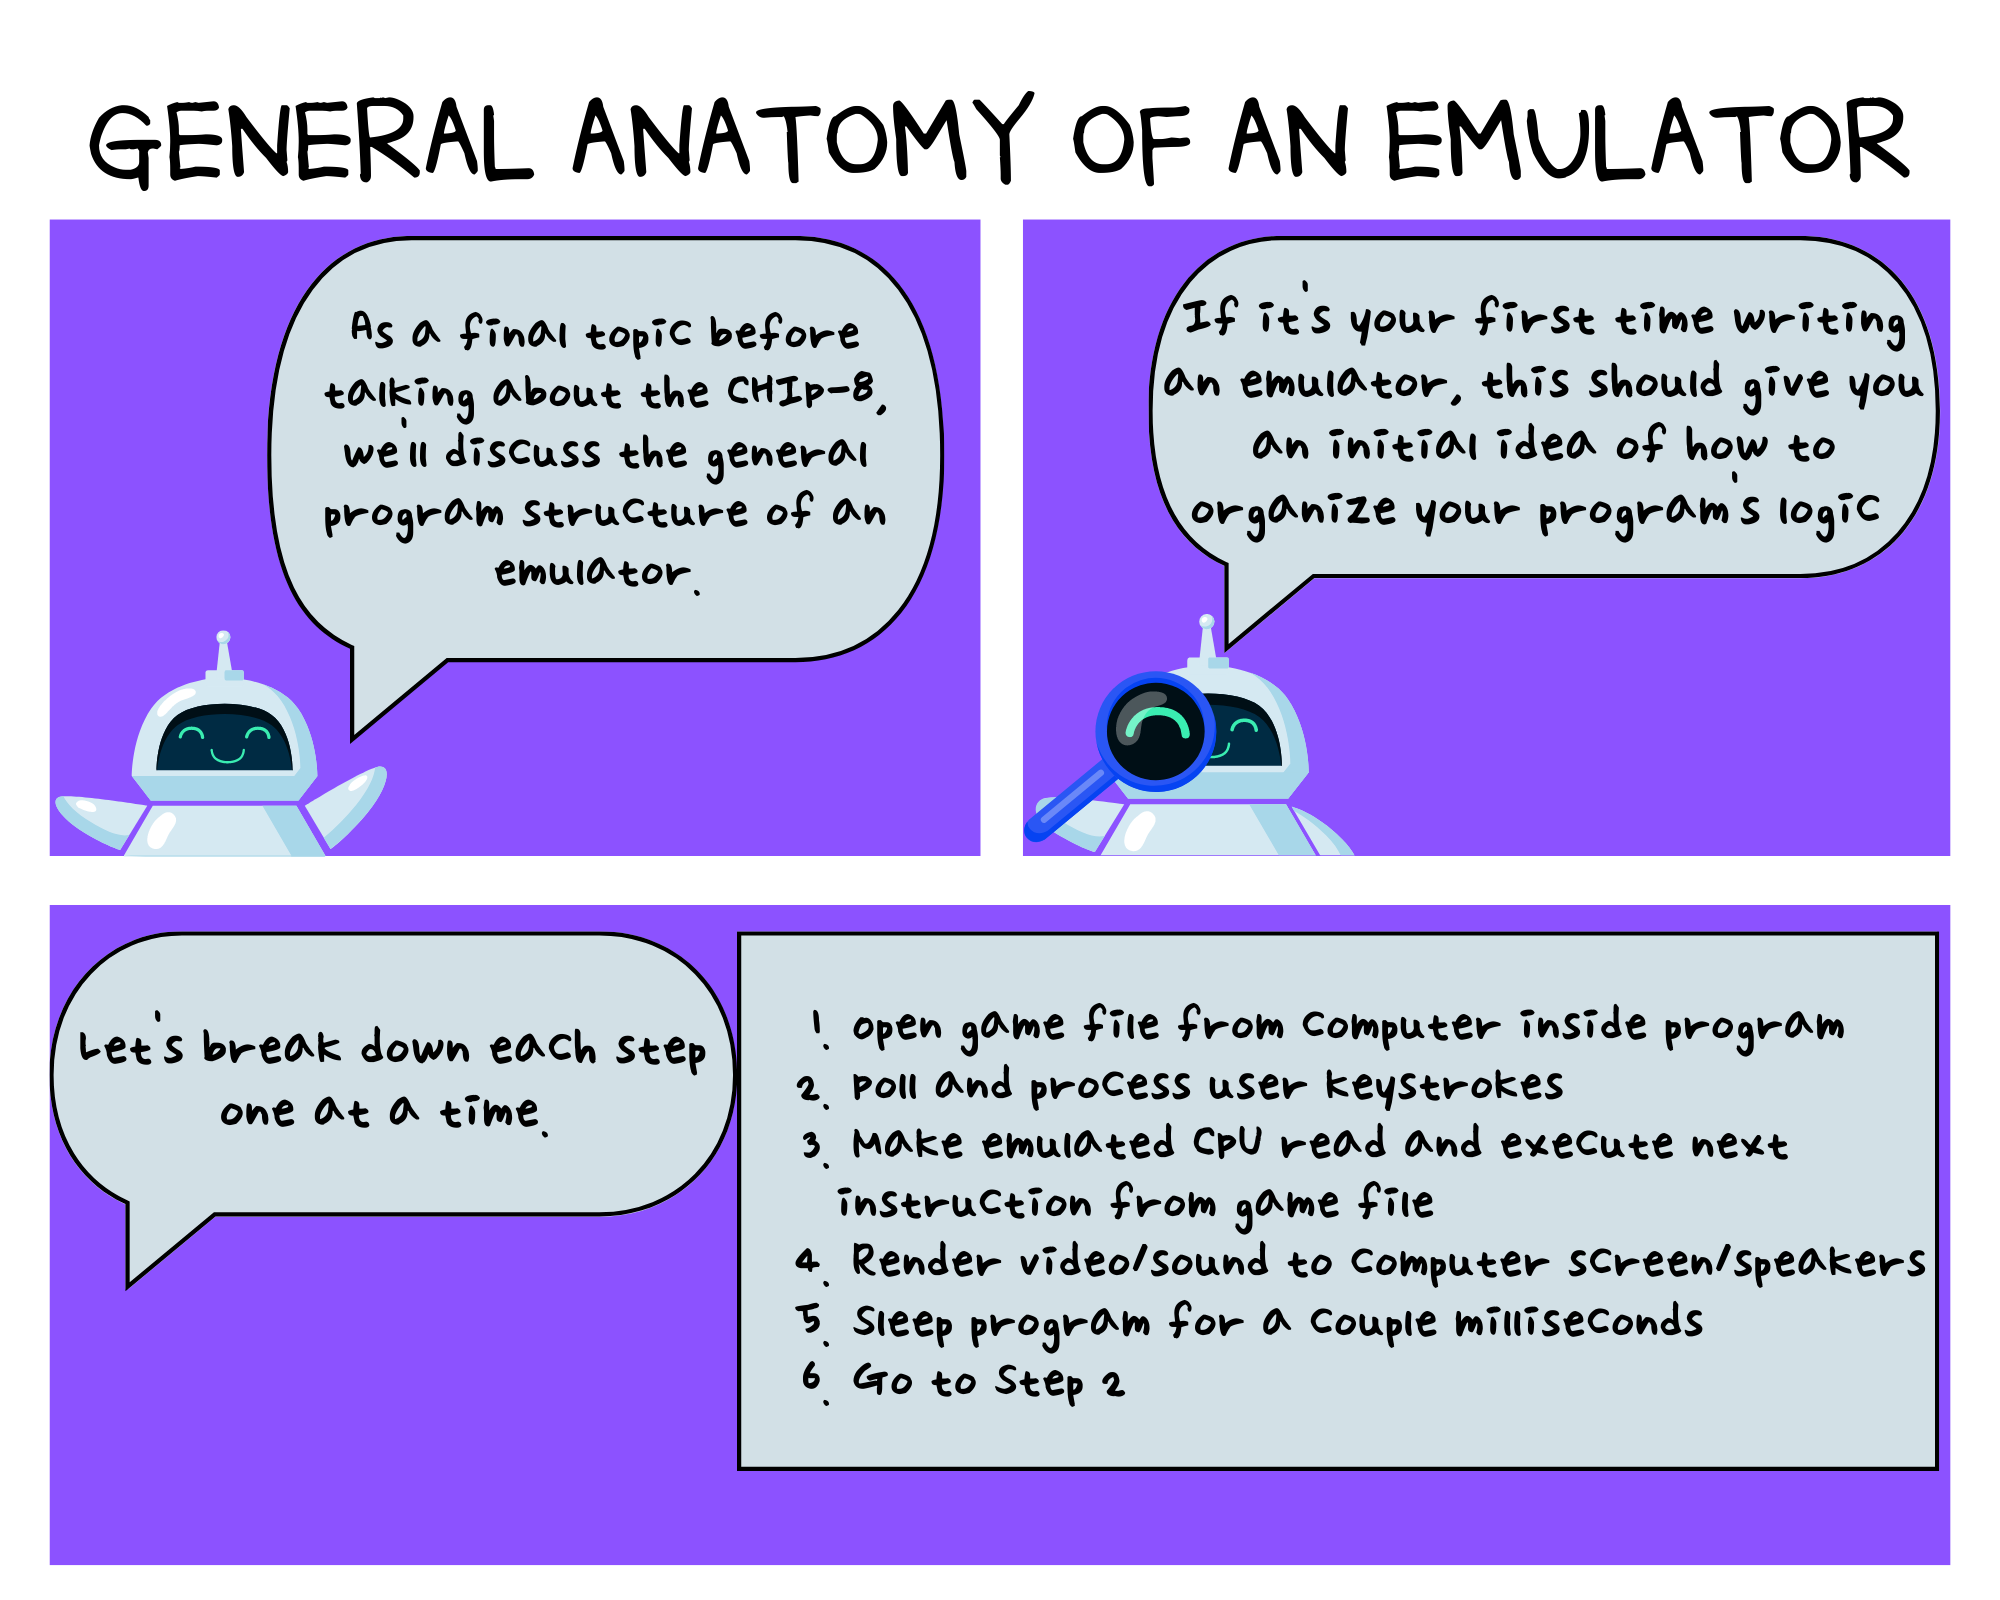 GENERAL ANATOMY OF AN EMULATOR
As a final topic before
talking about the CHIP-8,
we'll discuss the general
program structure of an
emulator.
If it's your first time writing
an emulator, this should give you
an initial idea of how to
organize your program's logic
Let's break down each step
one at a time.
1. Open game file from computer inside program
2. Poll and process user keystrokes
3. Make emulated CPU read and execute next
instruction from game file
4. Render video/sound to computer screen/speakers
5. Sleep program for a couple milliseconds
6. Go to Step 2